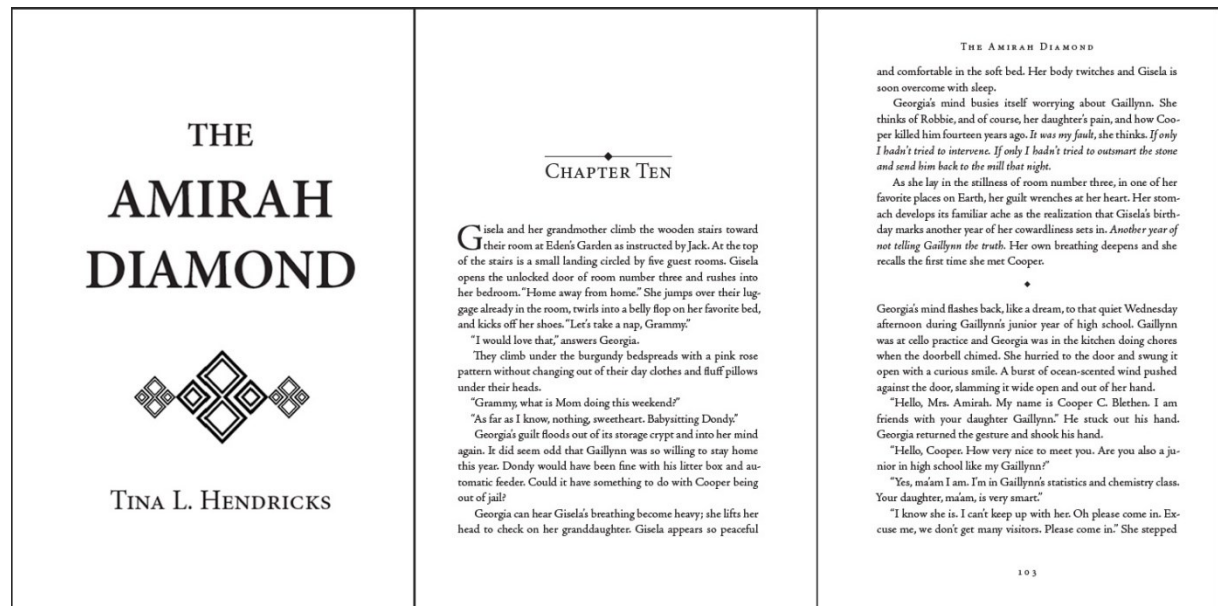 THE
AMIRAH
DIAMOND
TINA L. HENDRICKS
CHAPTER TEN
Gisela and her grandmother climb the wooden stairs toward
their room at Eden's Garden as instructed by Jack. At the top
of the stairs is a small landing circled by five guest rooms. Gisela
opens the unlocked door of room number three and rushes into
her bedroom. "Home away from home." She jumps over their lug-
gage already in the room, twirls into a belly flop on her favorite bed,
and kicks off her shoes. "Let's take a nap, Grammy."
"I would love that," answers Georgia.
They climb under the burgundy bedspreads with a pink rose
pattern without changing out of their day clothes and fluff pillows
under their heads.
"Grammy, what is Mom doing this weekend?"
"As far as I know, nothing, sweetheart. Babysitting Dondy."
Georgia's guilt floods out of its storage crypt and into her mind
again. It did seem odd that Gaillynn was so willing to stay home
this year. Dondy would have been fine with his litter box and au-
tomatic feeder. Could it have something to do with Cooper being
out of jail?
Georgia can hear Gisela's breathing become heavy; she lifts her
head to check on her granddaughter. Gisela appears so peaceful
THE AMIRAH DIAMOND
and comfortable in the soft bed. Her body twitches and Gisela is
soon overcome with sleep.
Georgia's mind busies itself worrying about Gaillynn. She
thinks of Robbie, and of course, her daughter's pain, and how Coo-
per killed him fourteen years ago. It was my fault, she thinks. If only
I hadn't tried to intervene. If only I hadn't tried to outsmart the stone
and send him back to the mill that night.
As she lay in the stillness of room number three, in one of her
favorite places on Earth, her guilt wrenches at her heart. Her stom-
ach develops its familiar ache as the realization that Gisela's birth-
day marks another year of her cowardliness sets in. Another year of
not telling Gaillynn the truth. Her own breathing deepens and she
recalls the first time she met Cooper.
Georgia's mind flashes back, like a dream, to that quiet Wednesday
afternoon during Gaillynn's junior year of high school. Gaillynn
was at cello practice and Georgia was in the kitchen doing chores
when the doorbell chimed. She hurried to the door and swung it
open with a curious smile. A burst of ocean-scented wind pushed
against the door, slamming it wide open and out of her hand.
"Hello, Mrs. Amirah. My name is Cooper C. Blethen. I am
friends with your daughter Gaillynn." He stuck out his hand.
Georgia returned the gesture and shook his hand.
"Hello, Cooper. How very nice to meet you. Are you also a ju-
nior in high school like my Gaillynn?"
"Yes, ma'am I am. I'm in Gaillynn's statistics and chemistry class.
Your daughter, ma'am, is very smart."
"I know she is. I can't keep up with her. Oh please come in. Ex-
cuse me, we don't get many visitors. Please come in." She stepped
103